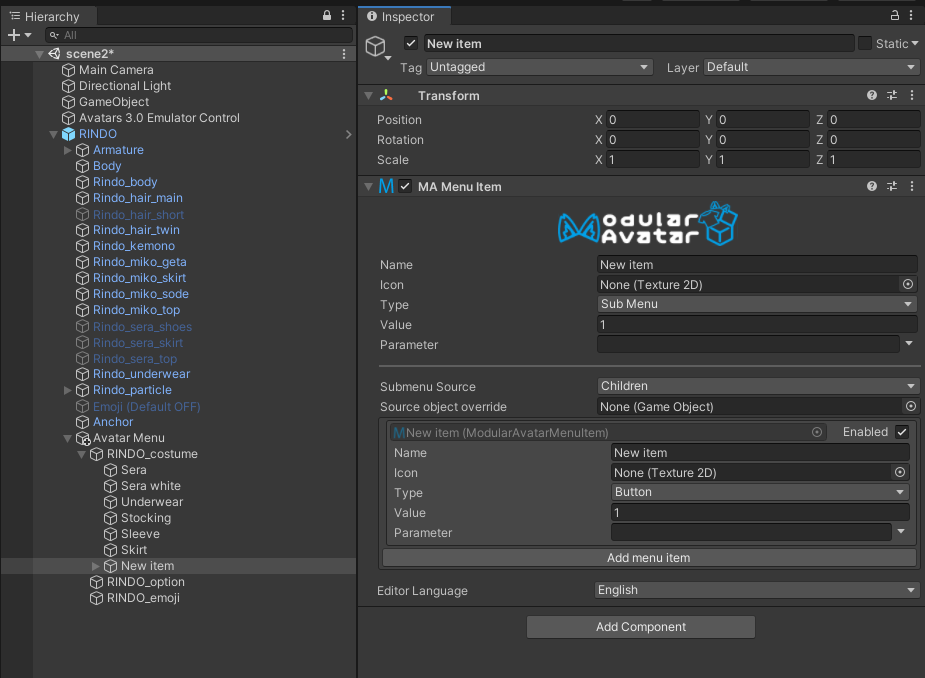 Hierarchy
All
scene2*
Main Camera
Directional Light
GameObject
Avatars 3.0 Emulator Control
RINDO
Armature
Body
Rindo_body
Rindo_hair_main
Rindo_hair_short
Rindo_hair_twin
Rindo_kemono
Rindo_miko_geta
Rindo_miko_skirt
Rindo_miko_sode
Rindo_miko_top
Rindo_sera_shoes
Rindo_sera_skirt
Rindo_sera_top
Rindo_underwear
Rindo_particle
Emoji (Default OFF)
Anchor
Avatar Menu
RINDO_costume
Sera
Sera white
Underwear
Stocking
Sleeve
Skirt
New item
RINDO_option
RINDO_emoji
Inspector
New item Static
Tag Untagged Layer Default
Transform
Position X 0 Y 0 Z 0
Rotation X 0 Y 0 Z 0
Scale X 1 Y 1 Z 1
MA Menu Item
Modular
Avatar
Name New item
Icon None (Texture 2D)
Type Sub Menu
Value 1
Parameter
Submenu Source Children
Source object override None (Game Object)
New item (ModularAvatarMenuItem) Enabled
Name New item
Icon None (Texture 2D)
Type Button
Value 1
Parameter
Add menu item
Editor Language English
Add Component